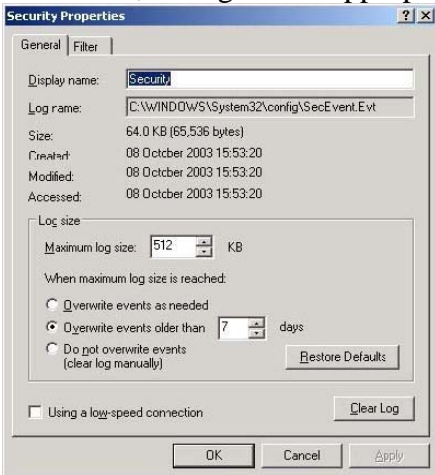 Security Properties
General Filter
Display name: Security
Log name: C:\WINDOWS\System32\config\SecEvent.Evt
Size: 64.0 KB (65,536 bytes)
Created: 08 October 2003 15:53:20
Modified: 08 October 2003 15:53:20
Accessed: 08 October 2003 15:53:20
Log size
Maximum log size: 512 KB
When maximum log size is reached:
Overwrite events as needed
Overwrite events older than 7 days
Do not overwrite events
(clear log manually)
Restore Defaults
Using a low-speed connection
Clear Log
OK Cancel Apply